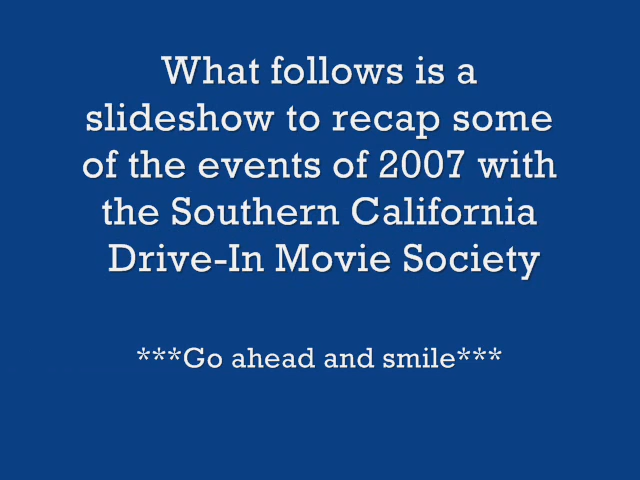 What follows is a
slideshow to recap some
of the events of 2007 with
the Southern California
Drive-In Movie Society
***Go ahead and smile***